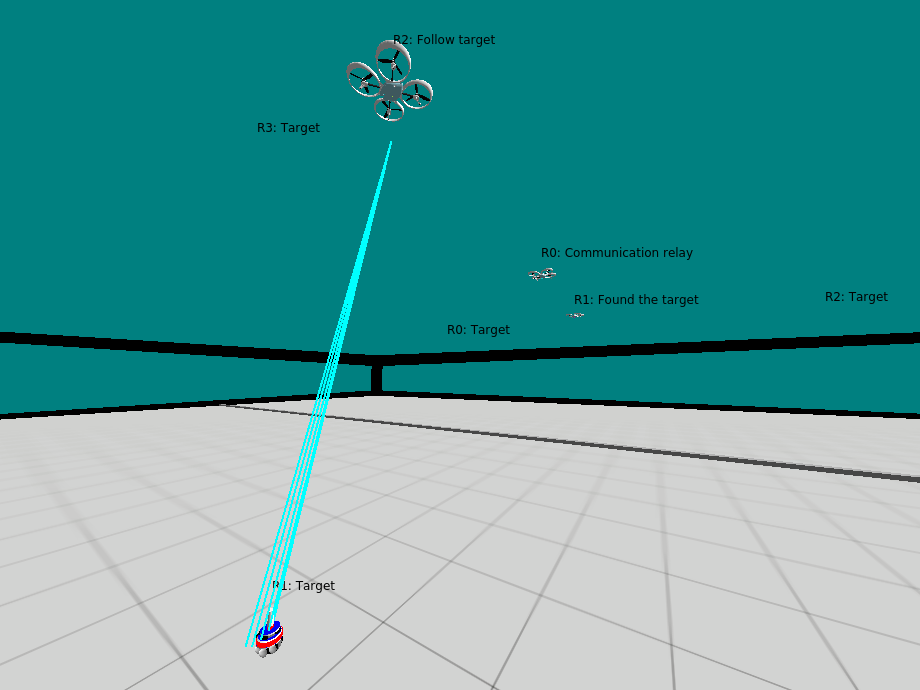 R2: Follow target
R3: Target
R0: Communication relay
R2: Target
R1: Found the target
R0: Target
R1: Target